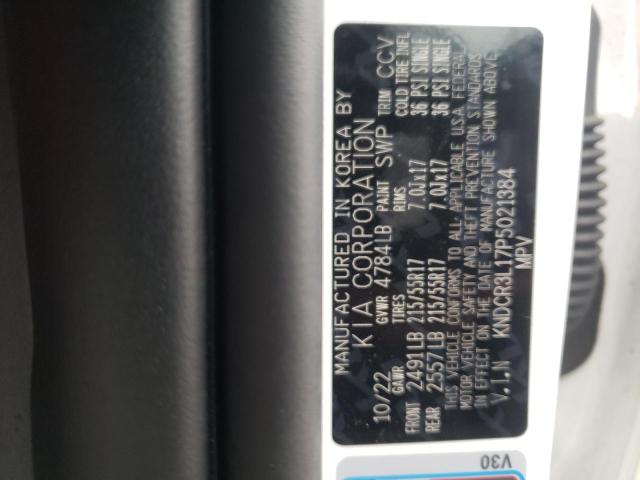 MANUFACTURED IN KOREA BY
KIA CORPORATION
10/22 GVWR 4784LB PAINT SWP TRIM CCV
GAWR TIRES RIMS COLD TIRE INFL
FRONT 2491LB 215/55R17 7.0Jx17 36 PSI SINGLE
REAR 2557LB 215/55R17 7.0Jx17 36 PSI SINGLE
THIS VEHICLE CONFORMS TO ALL APPLICABLE U.S.A FEDERAL
MOTOR VEHICLE SAFETY AND THEFT PREVENTION STANDARDS
IN EFFECT ON THE DATE OF MANUFACTURE SHOWN ABOVE.
V.I.N KNDCR3L17P5021384
MPV
V30